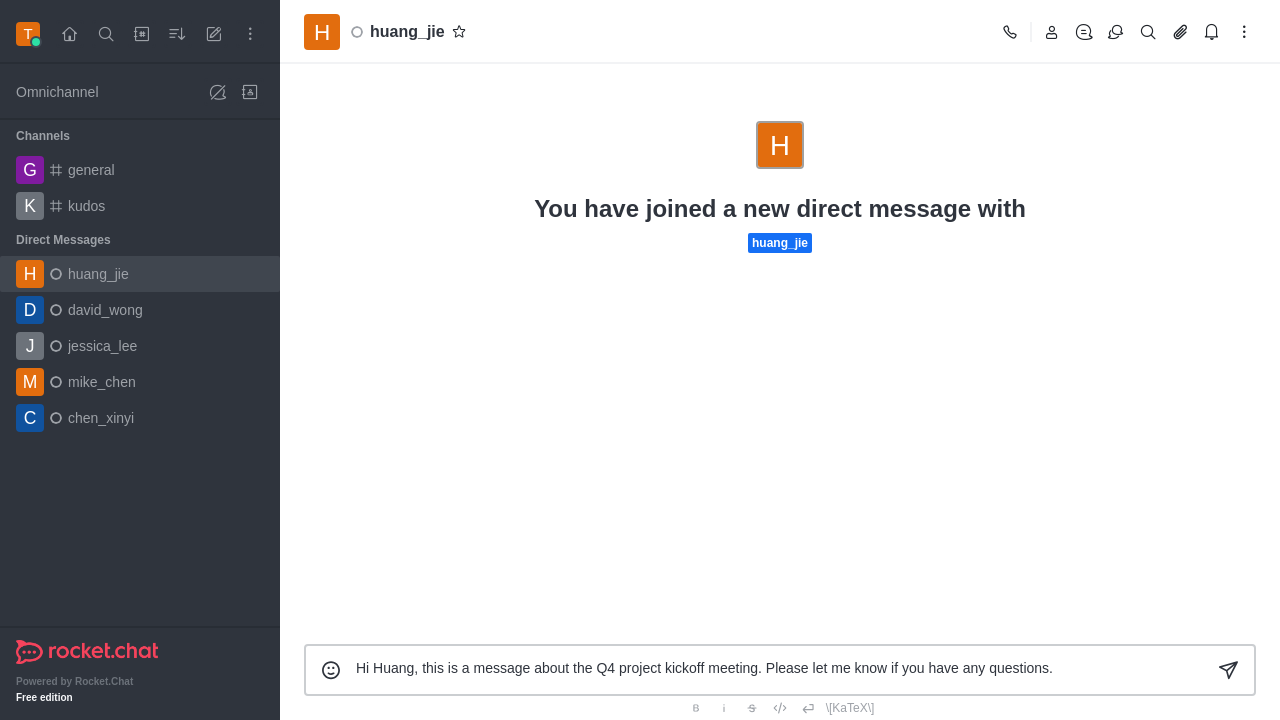 T
Omnichannel
Channels
G general
K kudos
Direct Messages
H huang_jie
D david_wong
J jessica_lee
M mike_chen
C chen_xinyi
rocket.chat
Powered by Rocket.Chat
Free edition
H huang_jie
H
You have joined a new direct message with
huang_jie
Hi Huang, this is a message about the Q4 project kickoff meeting. Please let me know if you have any questions.
B i S \[KaTeX\]